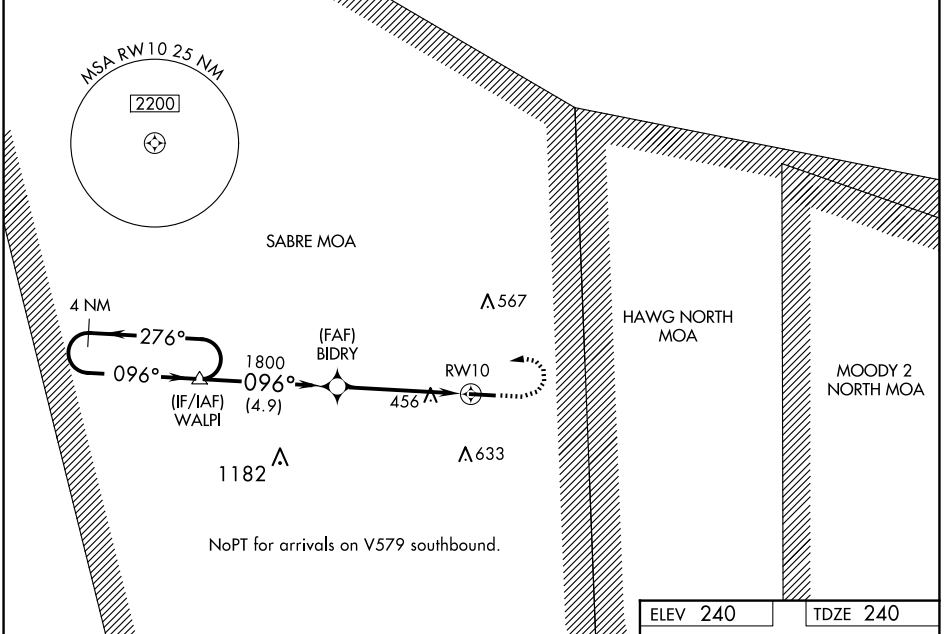 MSA RW10 25 NM
2200
SABRE MOA
4 NM
276°
096°
(IF/IAF)
WALPI
1800
096°
(4.9)
(FAF)
BIDRY
567
456
RW10
633
1182
HAWG NORTH
MOA
MOODY 2
NORTH MOA
NoPT for arrivals on V579 southbound.
ELEV 240
TDZE 240